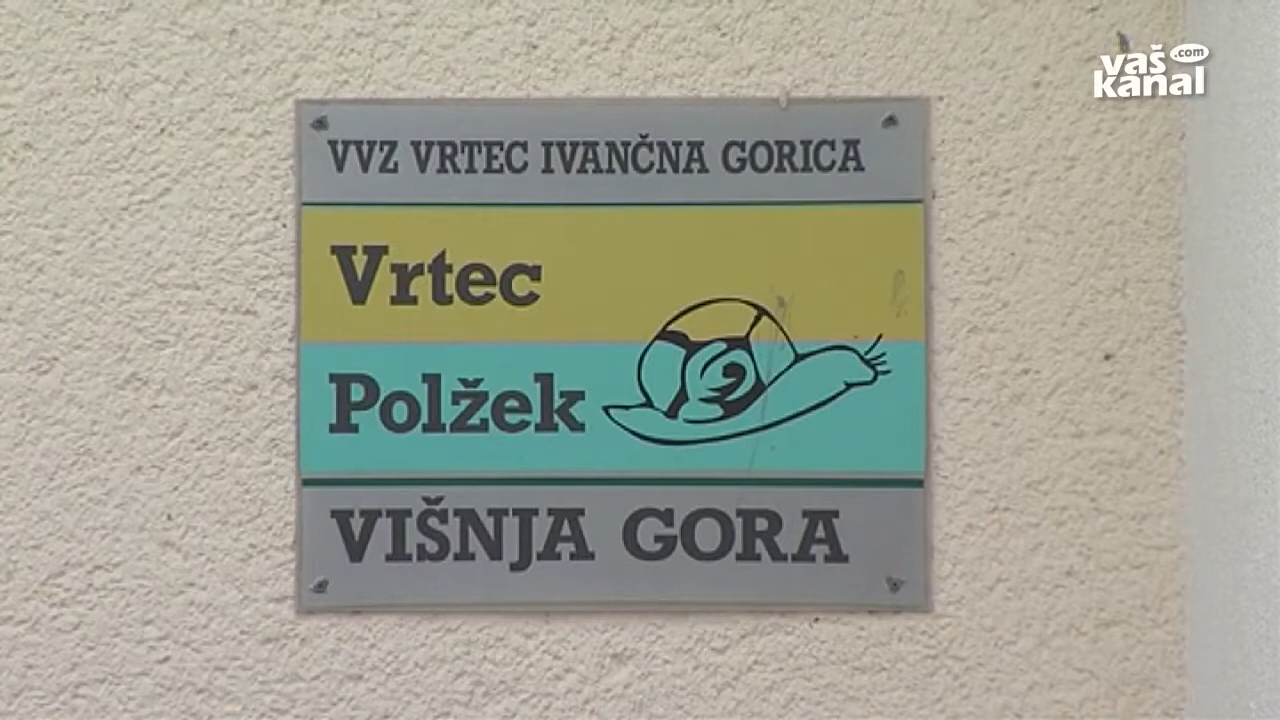 vaš .com
kanal
VVZ VRTEC IVANČNA GORICA
Vrtec
Polžek
VIŠNJA GORA